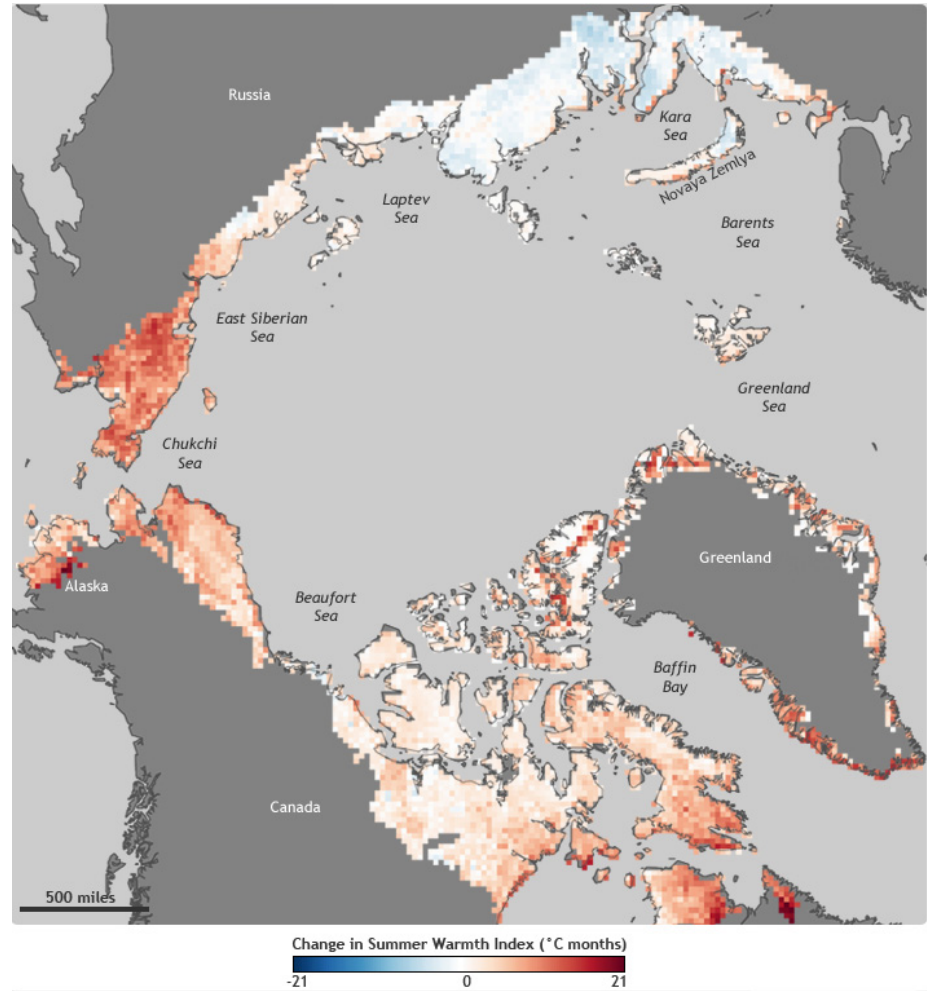 Russia
Kara
Sea
Novaya Zemlya
Laptev
Sea
Barents
Sea
East Siberian
Sea
Greenland
Sea
Chukchi
Sea
Greenland
Alaska
Beaufort
Sea
Baffin
Bay
Canada
500 miles
Change in Summer Warmth Index (°C months)
-21 0 21